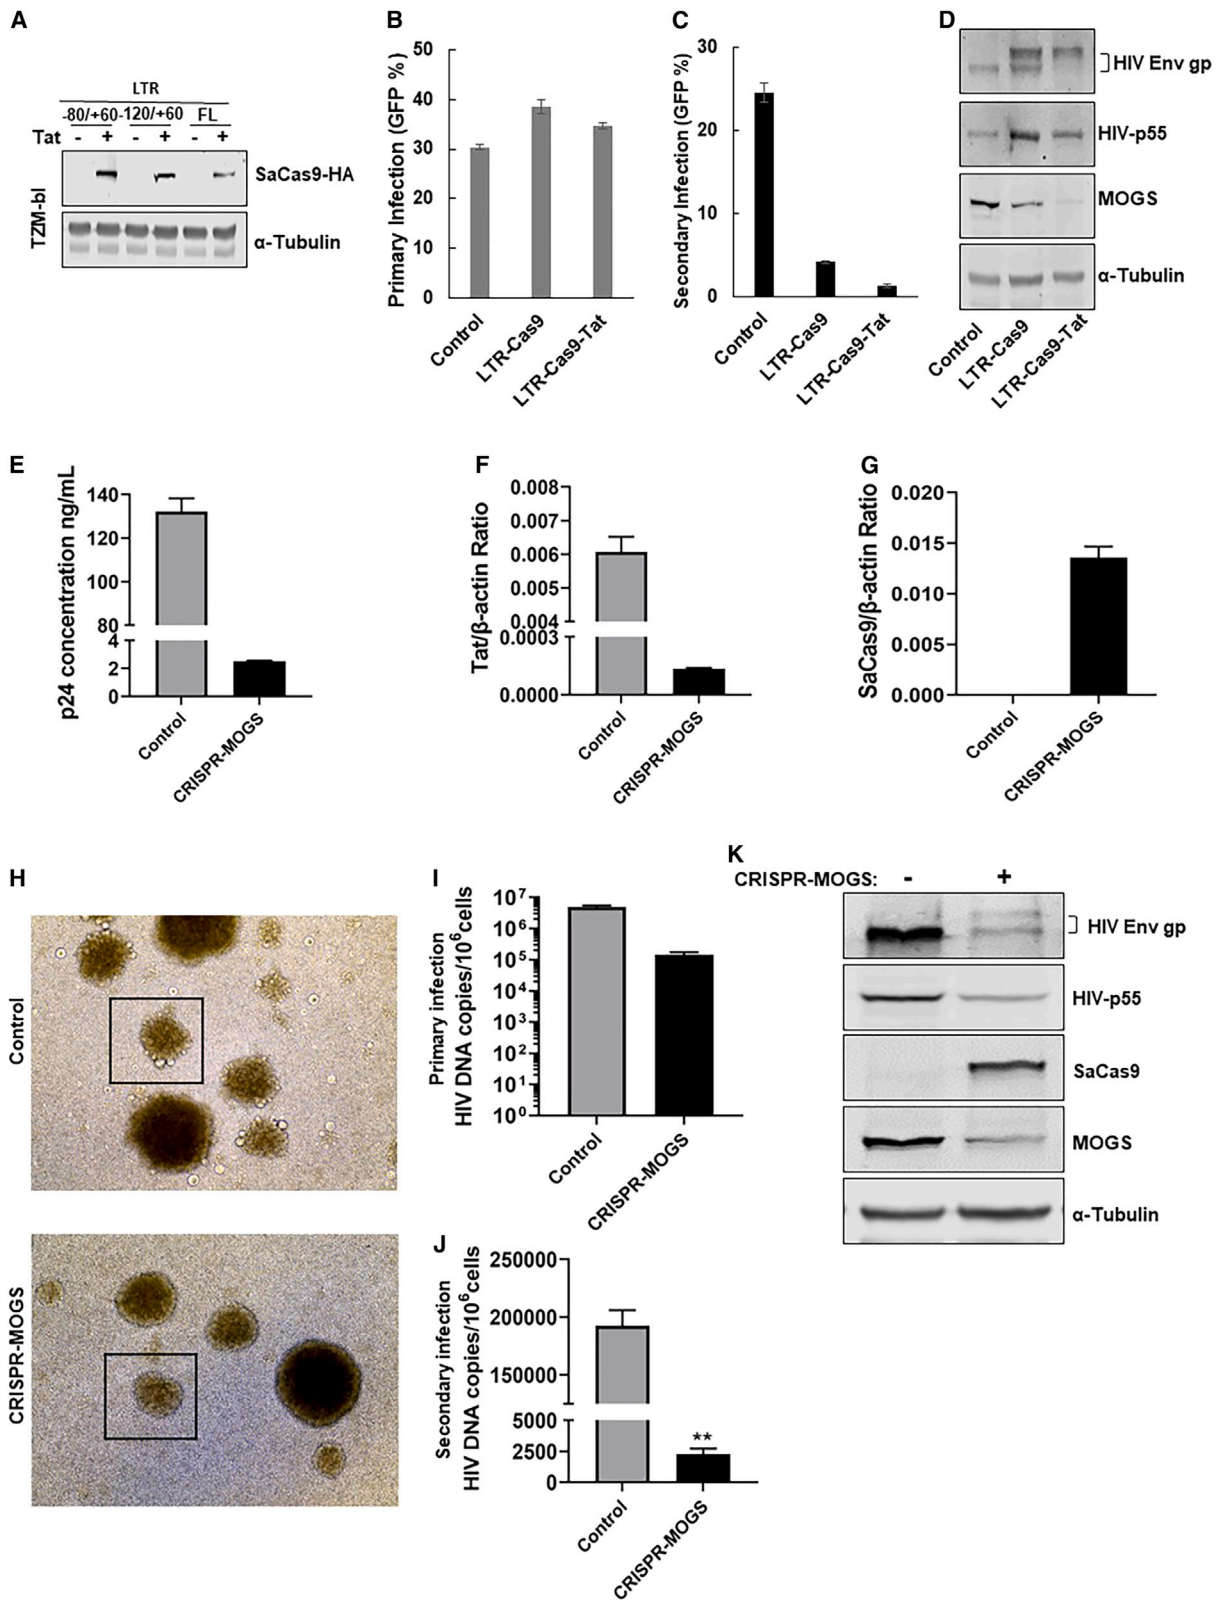 A
LTR
-80/+60 -120/+60 FL
Tat - + - + - +
TZM-bl
SaCas9-HA
α-Tubulin
B
Primary Infection (GFP %)
50
40
30
20
10
0
Control
LTR-Cas9
LTR-Cas9-Tat
C
Secondary Infection (GFP %)
30
20
10
0
Control
LTR-Cas9
LTR-Cas9-Tat
D
HIV Env gp
HIV-p55
MOGS
α-Tubulin
Control
LTR-Cas9
LTR-Cas9-Tat
E
p24 concentration ng/mL
140
120
100
80
4
2
0
Control
CRISPR-MOGS
F
Tat/β-actin Ratio
0.008
0.007
0.006
0.005
0.004
0.0003
0.0000
Control
CRISPR-MOGS
G
SaCas9/β-actin Ratio
0.020
0.015
0.010
0.005
0.000
Control
CRISPR-MOGS
H
Control
CRISPR-MOGS
I
Primary infection
HIV DNA copies/10⁶cells
10⁷
10⁶
10⁵
10⁴
10³
10²
10¹
10⁰
Control
CRISPR-MOGS
J
Secondary infection
HIV DNA copies/10⁶cells
250000
200000
150000
5000
2500
0
**
Control
CRISPR-MOGS
K
CRISPR-MOGS: - +
HIV Env gp
HIV-p55
SaCas9
MOGS
α-Tubulin